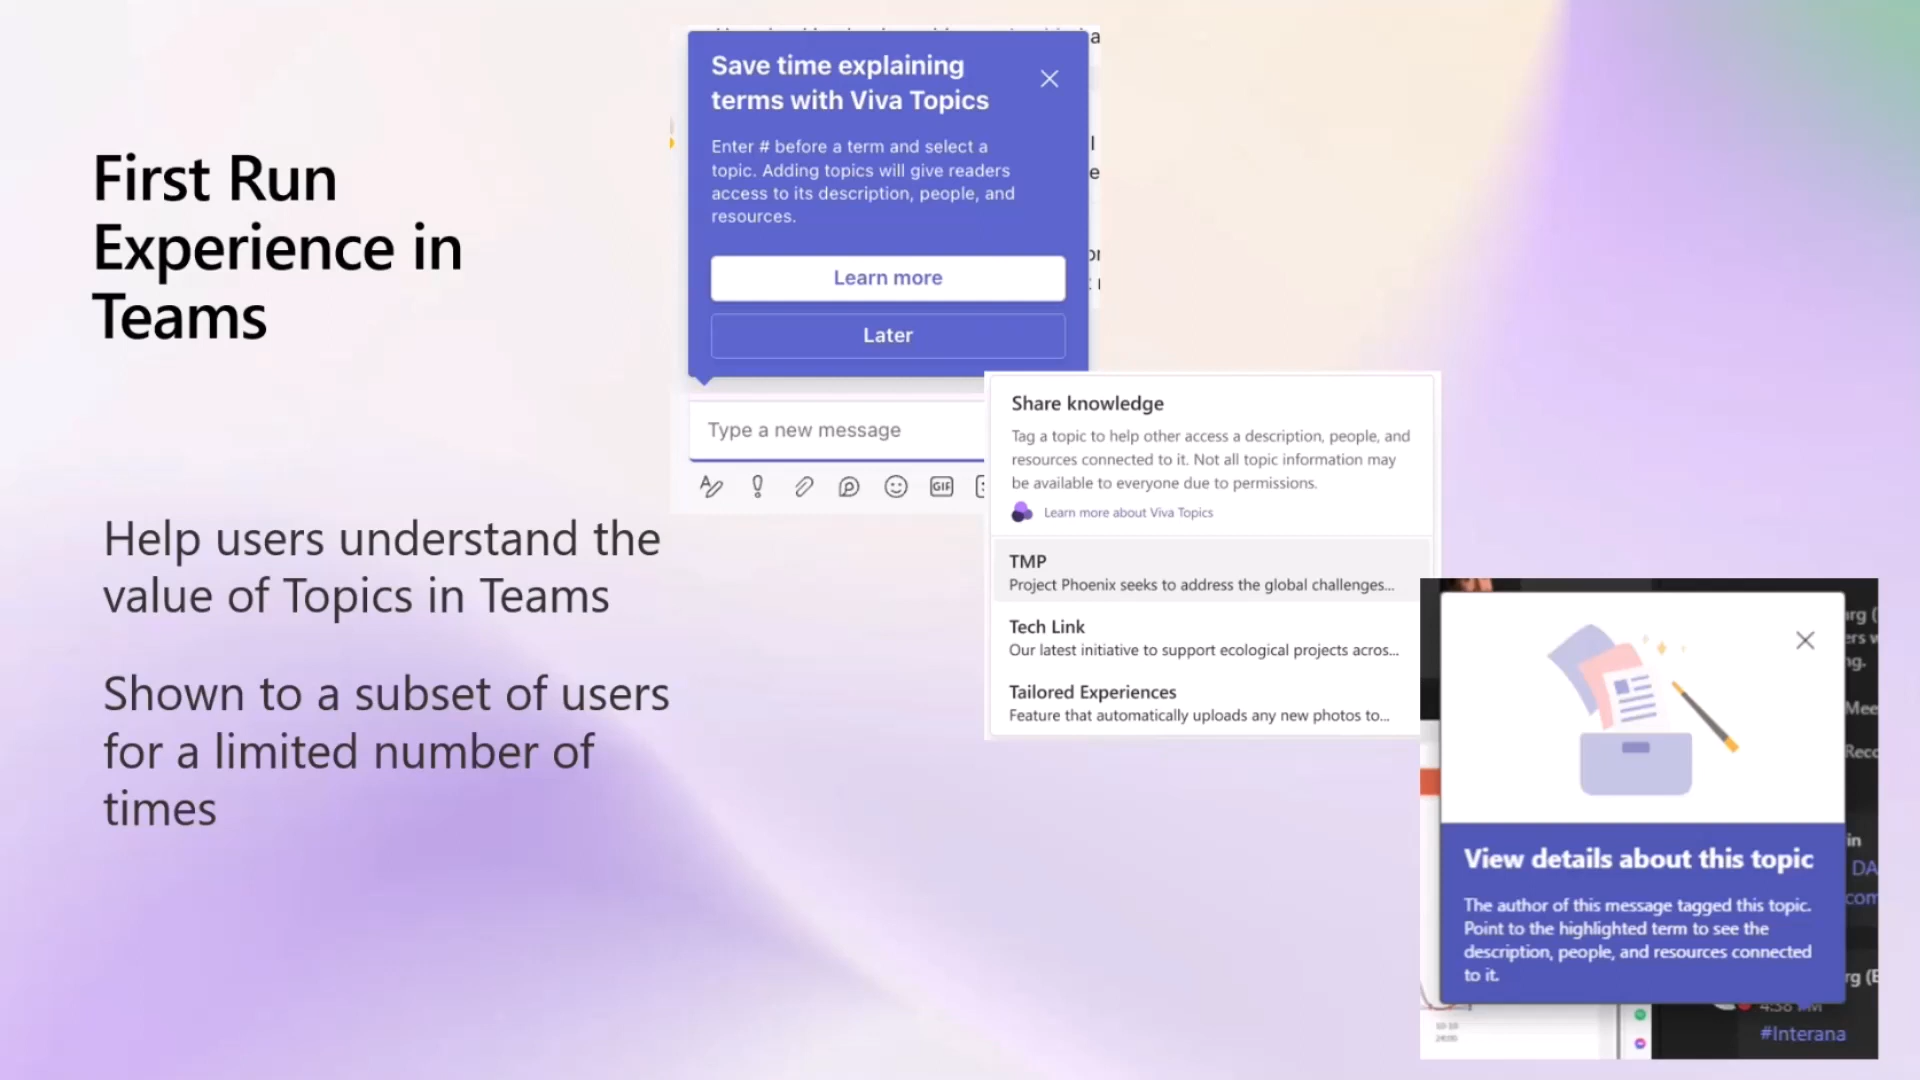 First Run
Experience in
Teams
Help users understand the
value of Topics in Teams
Shown to a subset of users
for a limited number of
times
Save time explaining
terms with Viva Topics
Enter # before a term and select a
topic. Adding topics will give readers
access to its description, people, and
resources.
Learn more
Later
Type a new message
GIF
Share knowledge
Tag a topic to help other access a description, people, and
resources connected to it. Not all topic information may
be available to everyone due to permissions.
Learn more about Viva Topics
TMP
Project Phoenix seeks to address the global challenges...
Tech Link
Our latest initiative to support ecological projects acros...
Tailored Experiences
Feature that automatically uploads any new photos to...
View details about this topic
The author of this message tagged this topic.
Point to the highlighted term to see the
description, people, and resources connected
to it.
#Interana